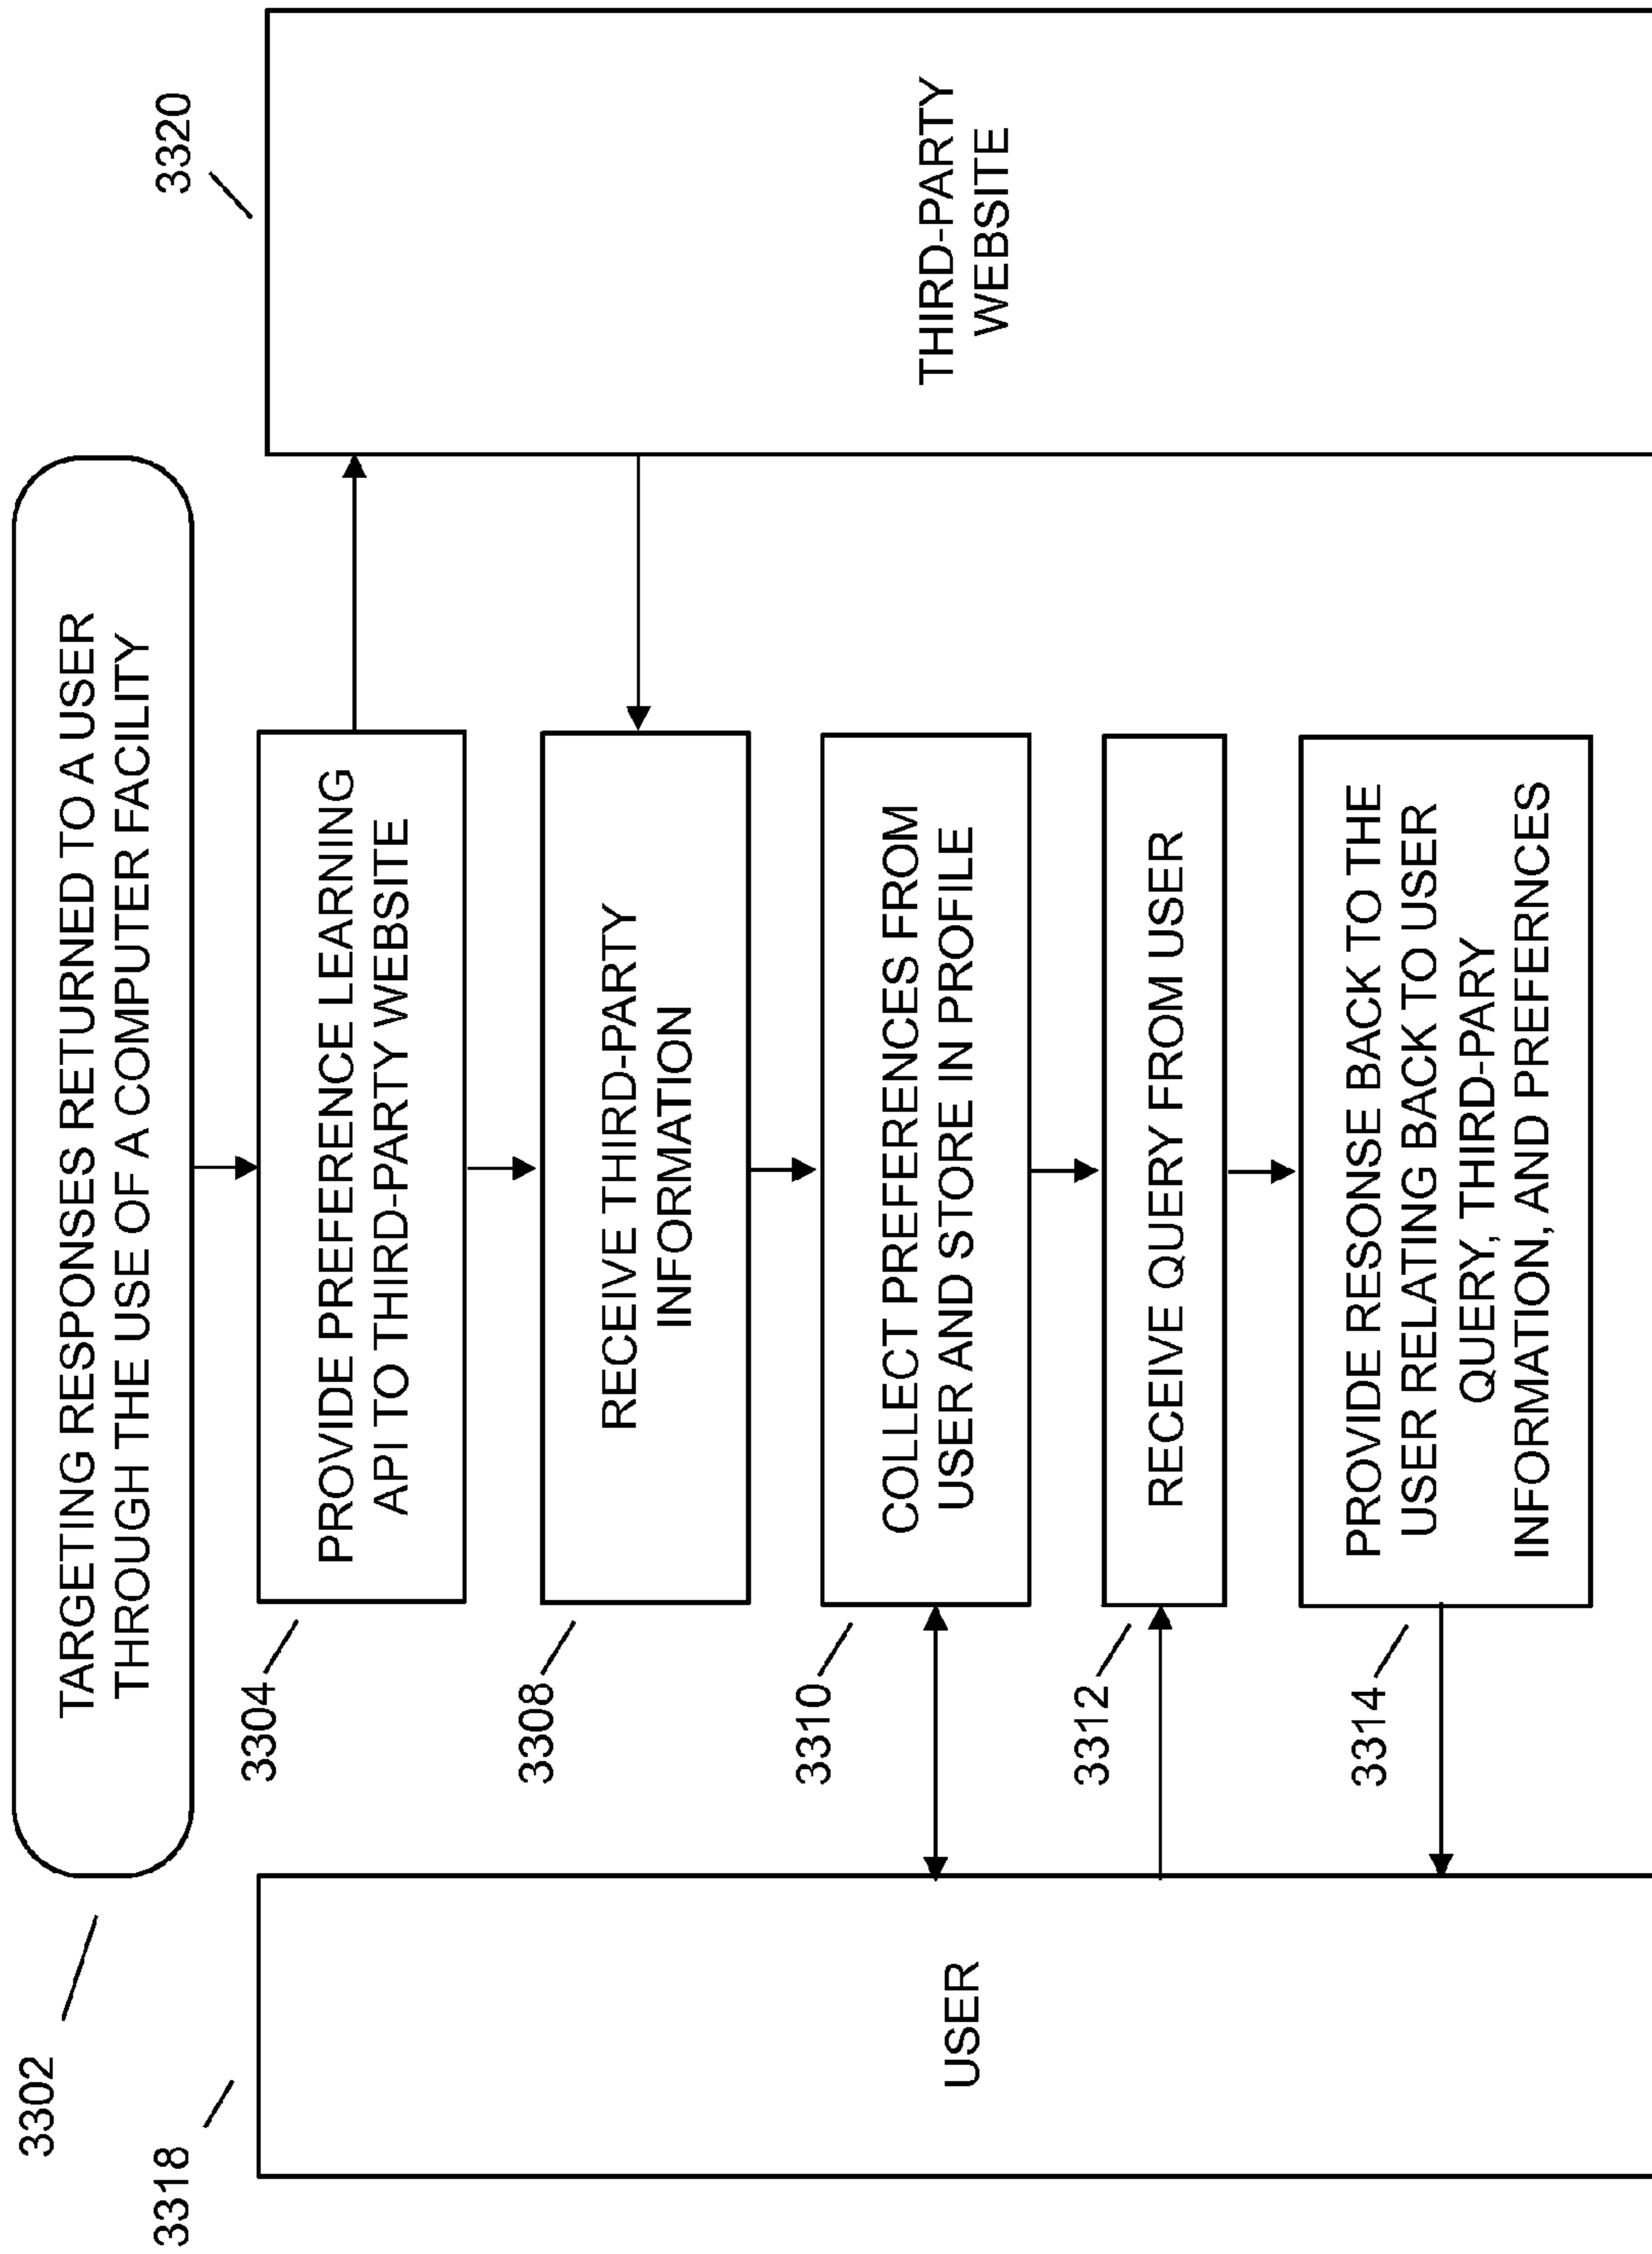 3302
TARGETING RESPONSES RETURNED TO A USER
THROUGH THE USE OF A COMPUTER FACILITY
3318
USER
3304
PROVIDE PREFERENCE LEARNING
API TO THIRD-PARTY WEBSITE
3308
RECEIVE THIRD-PARTY
INFORMATION
3310
COLLECT PREFERENCES FROM
USER AND STORE IN PROFILE
3312
RECEIVE QUERY FROM USER
3314
PROVIDE RESONSE BACK TO THE
USER RELATING BACK TO USER
QUERY, THIRD-PARY
INFORMATION, AND PREFERNCES
3320
THIRD-PARTY
WEBSITE